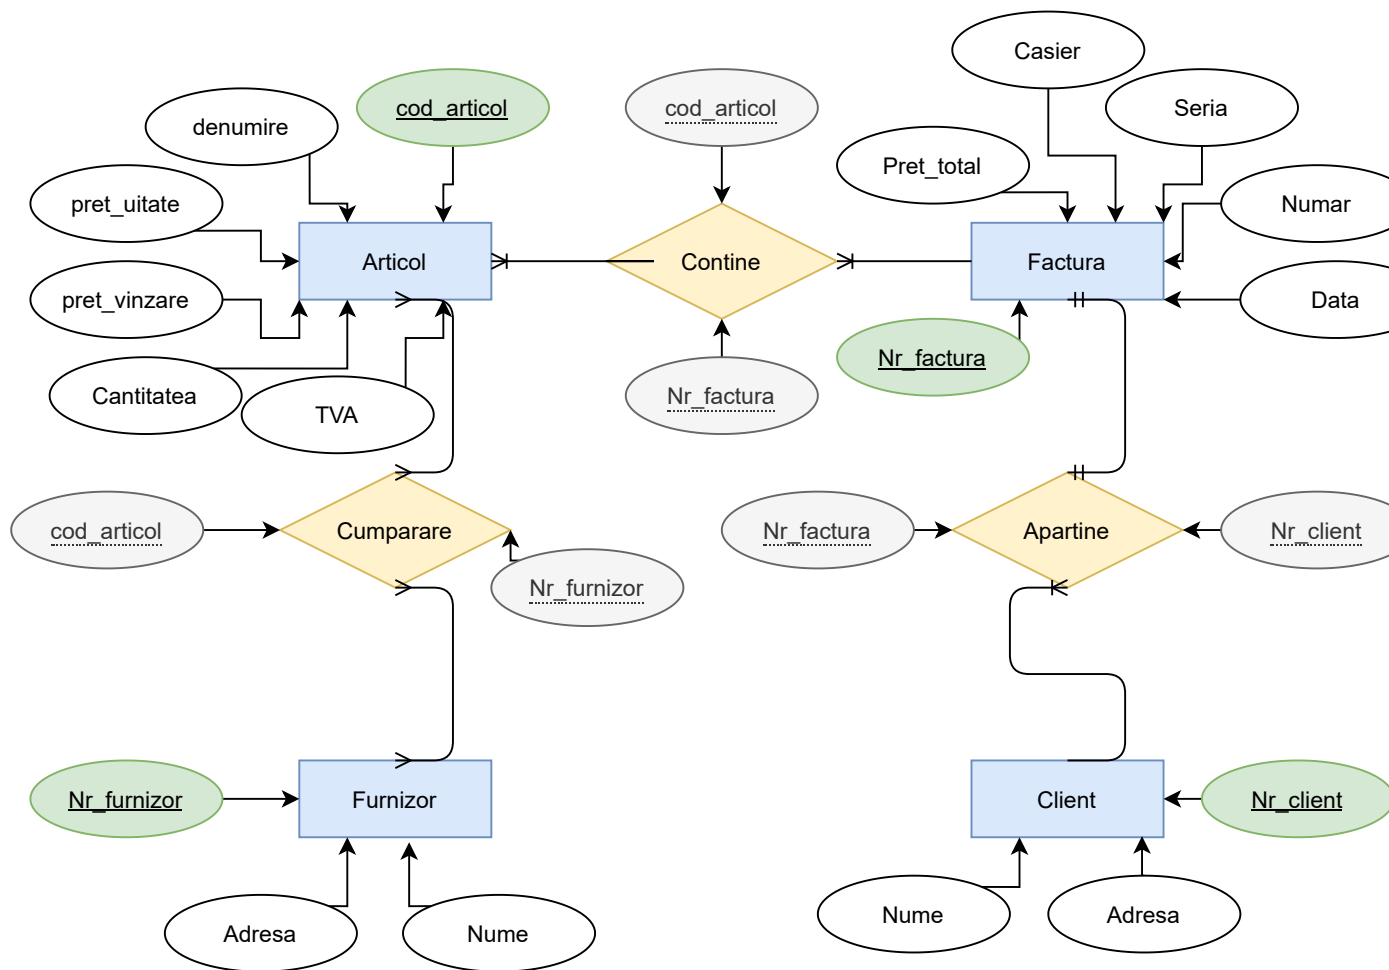 Casier
cod_articol
cod_articol
Seria
denumire
Pret_total
pret_uitate
Numar
Articol
Contine
Factura
pret_vinzare
Data
Nr_factura
Cantitatea
Nr_factura
TVA
cod_articol
Cumparare
Nr_factura
Apartine
Nr_client
Nr_furnizor
Nr_furnizor
Furnizor
Client
Nr_client
Nume
Adresa
Adresa
Nume